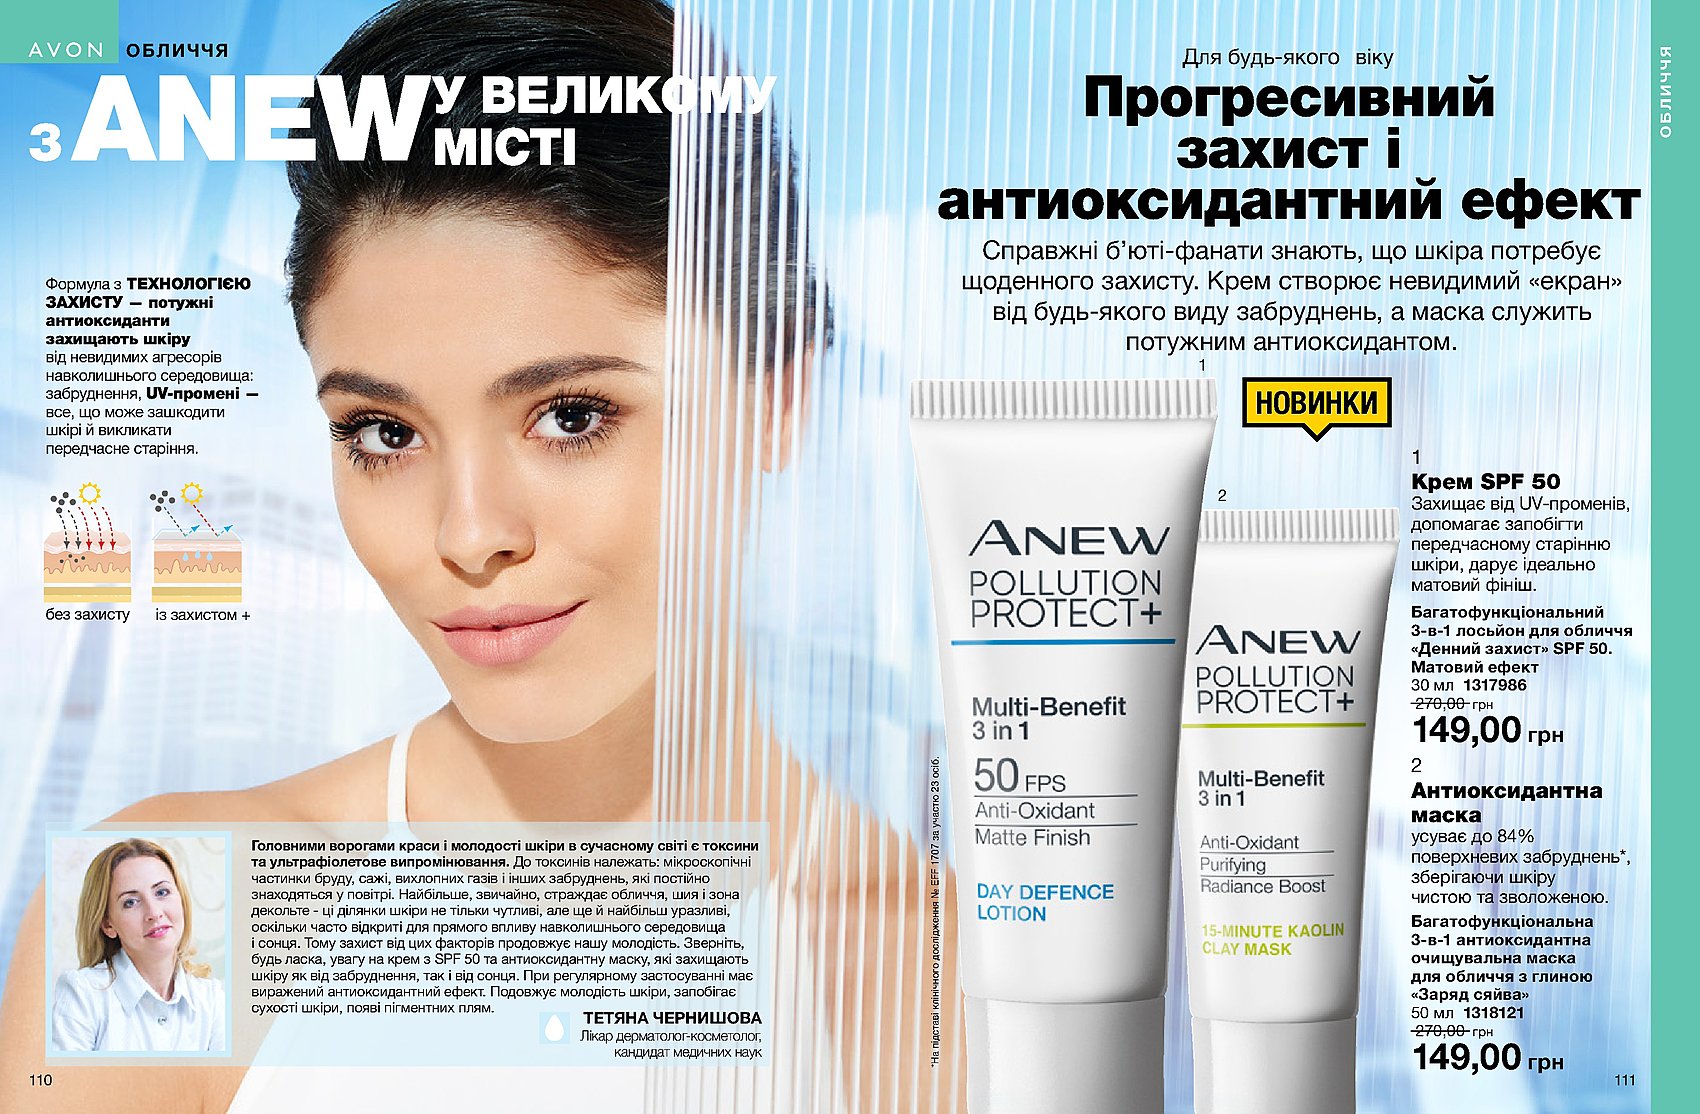 AVON ОБЛИЧЧЯ
З ANEW У ВЕЛИКОМУ
МІСТІ
Формула з ТЕХНОЛОГІЄЮ
ЗАХИСТУ — потужні
антиоксиданти
захищають шкіру
від невидимих агресорів
навколишнього середовища:
забруднення, UV-промені —
все, що може зашкодити
шкірі й викликати
передчасне старіння.
без захисту
із захистом +
Головними ворогами краси і молодості шкіри в сучасному світі є токсини
та ультрафіолетове випромінювання. До токсинів належать: мікроскопічні
частинки бруду, сажі, вихлопних газів і інших забруднень, які постійно
знаходяться у повітрі. Найбільше, звичайно, страждає обличчя, шия і зона
декольте - ці ділянки шкіри не тільки чутливі, але ще й найбільш уразливі,
оскільки часто відкриті для прямого впливу навколишнього середовища
і сонця. Тому захист від цих факторів продовжує нашу молодість. Зверніть,
будь ласка, увагу на крем з SPF 50 та антиоксидантну маску, які захищають
шкіру як від забруднення, так і від сонця. При регулярному застосуванні має
виражений антиоксидантний ефект. Подовжує молодість шкіри, запобігає
сухості шкіри, появі пігментних плям.
ТЕТЯНА ЧЕРНИШОВА
Лікар дерматолог-косметолог,
кандидат медичних наук
110
ОБЛИЧЧЯ
Для будь-якого віку
Прогресивний
захист і
антиоксидантний ефект
Справжні б’юті-фанати знають, що шкіра потребує
щоденного захисту. Крем створює невидимий «екран»
від будь-якого виду забруднень, а маска служить
потужним антиоксидантом.
1
НОВИНКИ
2
ANEW
POLLUTION
PROTECT+
Multi-Benefit
3 in 1
50 FPS
Anti-Oxidant
Matte Finish
DAY DEFENCE
LOTION
ANEW
POLLUTION
PROTECT+
Multi-Benefit
3 in 1
Anti-Oxidant
Purifying
Radiance Boost
15-MINUTE KAOLIN
CLAY MASK
*На підставі клінічного дослідження № EFF 1707 за участю 23 осіб.
1
Крем SPF 50
Захищає від UV-променів,
допомагає запобігти
передчасному старінню
шкіри, дарує ідеально
матовий фініш.
Багатофункціональний
3-в-1 лосьйон для обличчя
«Денний захист» SPF 50.
Матовий ефект
30 мл 1317986
270,00 грн
149,00 грн
2
Антиоксидантна
маска
усуває до 84%
поверхневих забруднень*,
зберігаючи шкіру
чистою та зволоженою.
Багатофункціональна
3-в-1 антиоксидантна
очищувальна маска
для обличчя з глиною
«Заряд сяйва»
50 мл 1318121
270,00 грн
149,00 грн
111